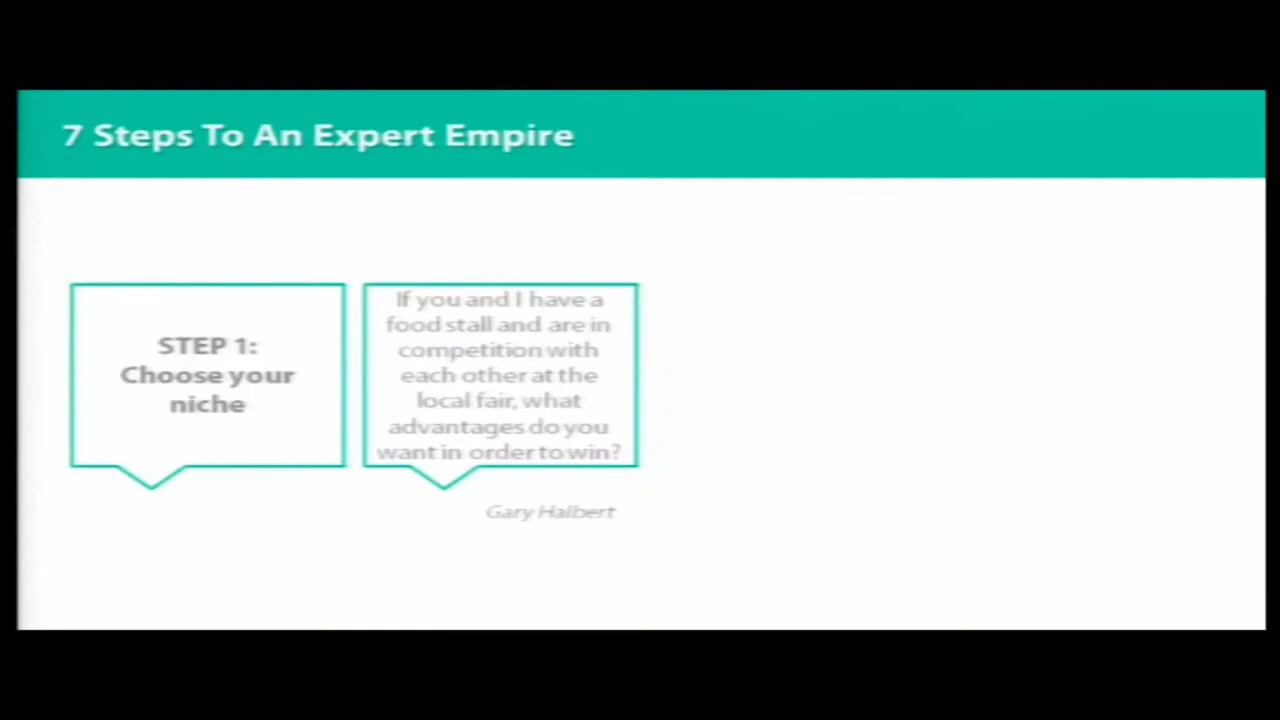 7 Steps To An Expert Empire
STEP 1:
Choose your
niche
If you and I have a
food stall and are in
competition with
each other at the
local fair, what
advantages do you
want in order to win?
Gary Halbert